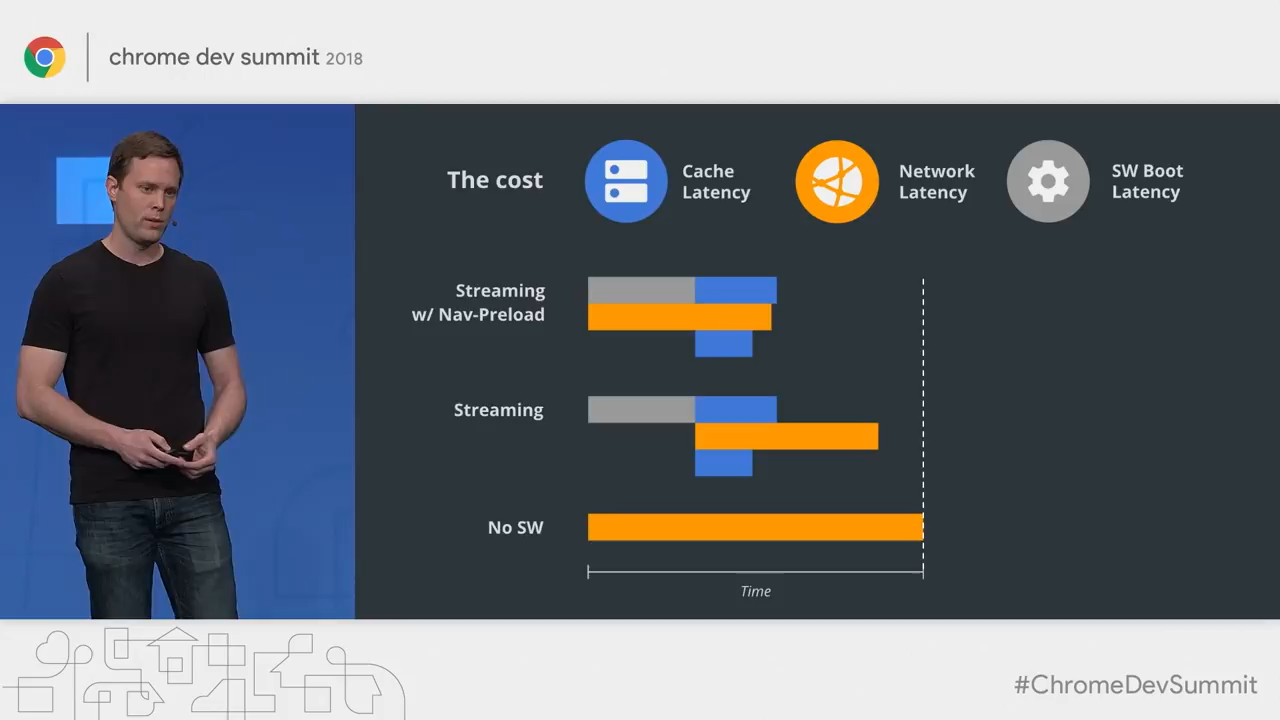 chrome dev summit 2018
The cost
Cache
Latency
Network
Latency
SW Boot
Latency
Streaming
w/ Nav-Preload
Streaming
No SW
Time
#ChromeDevSummit